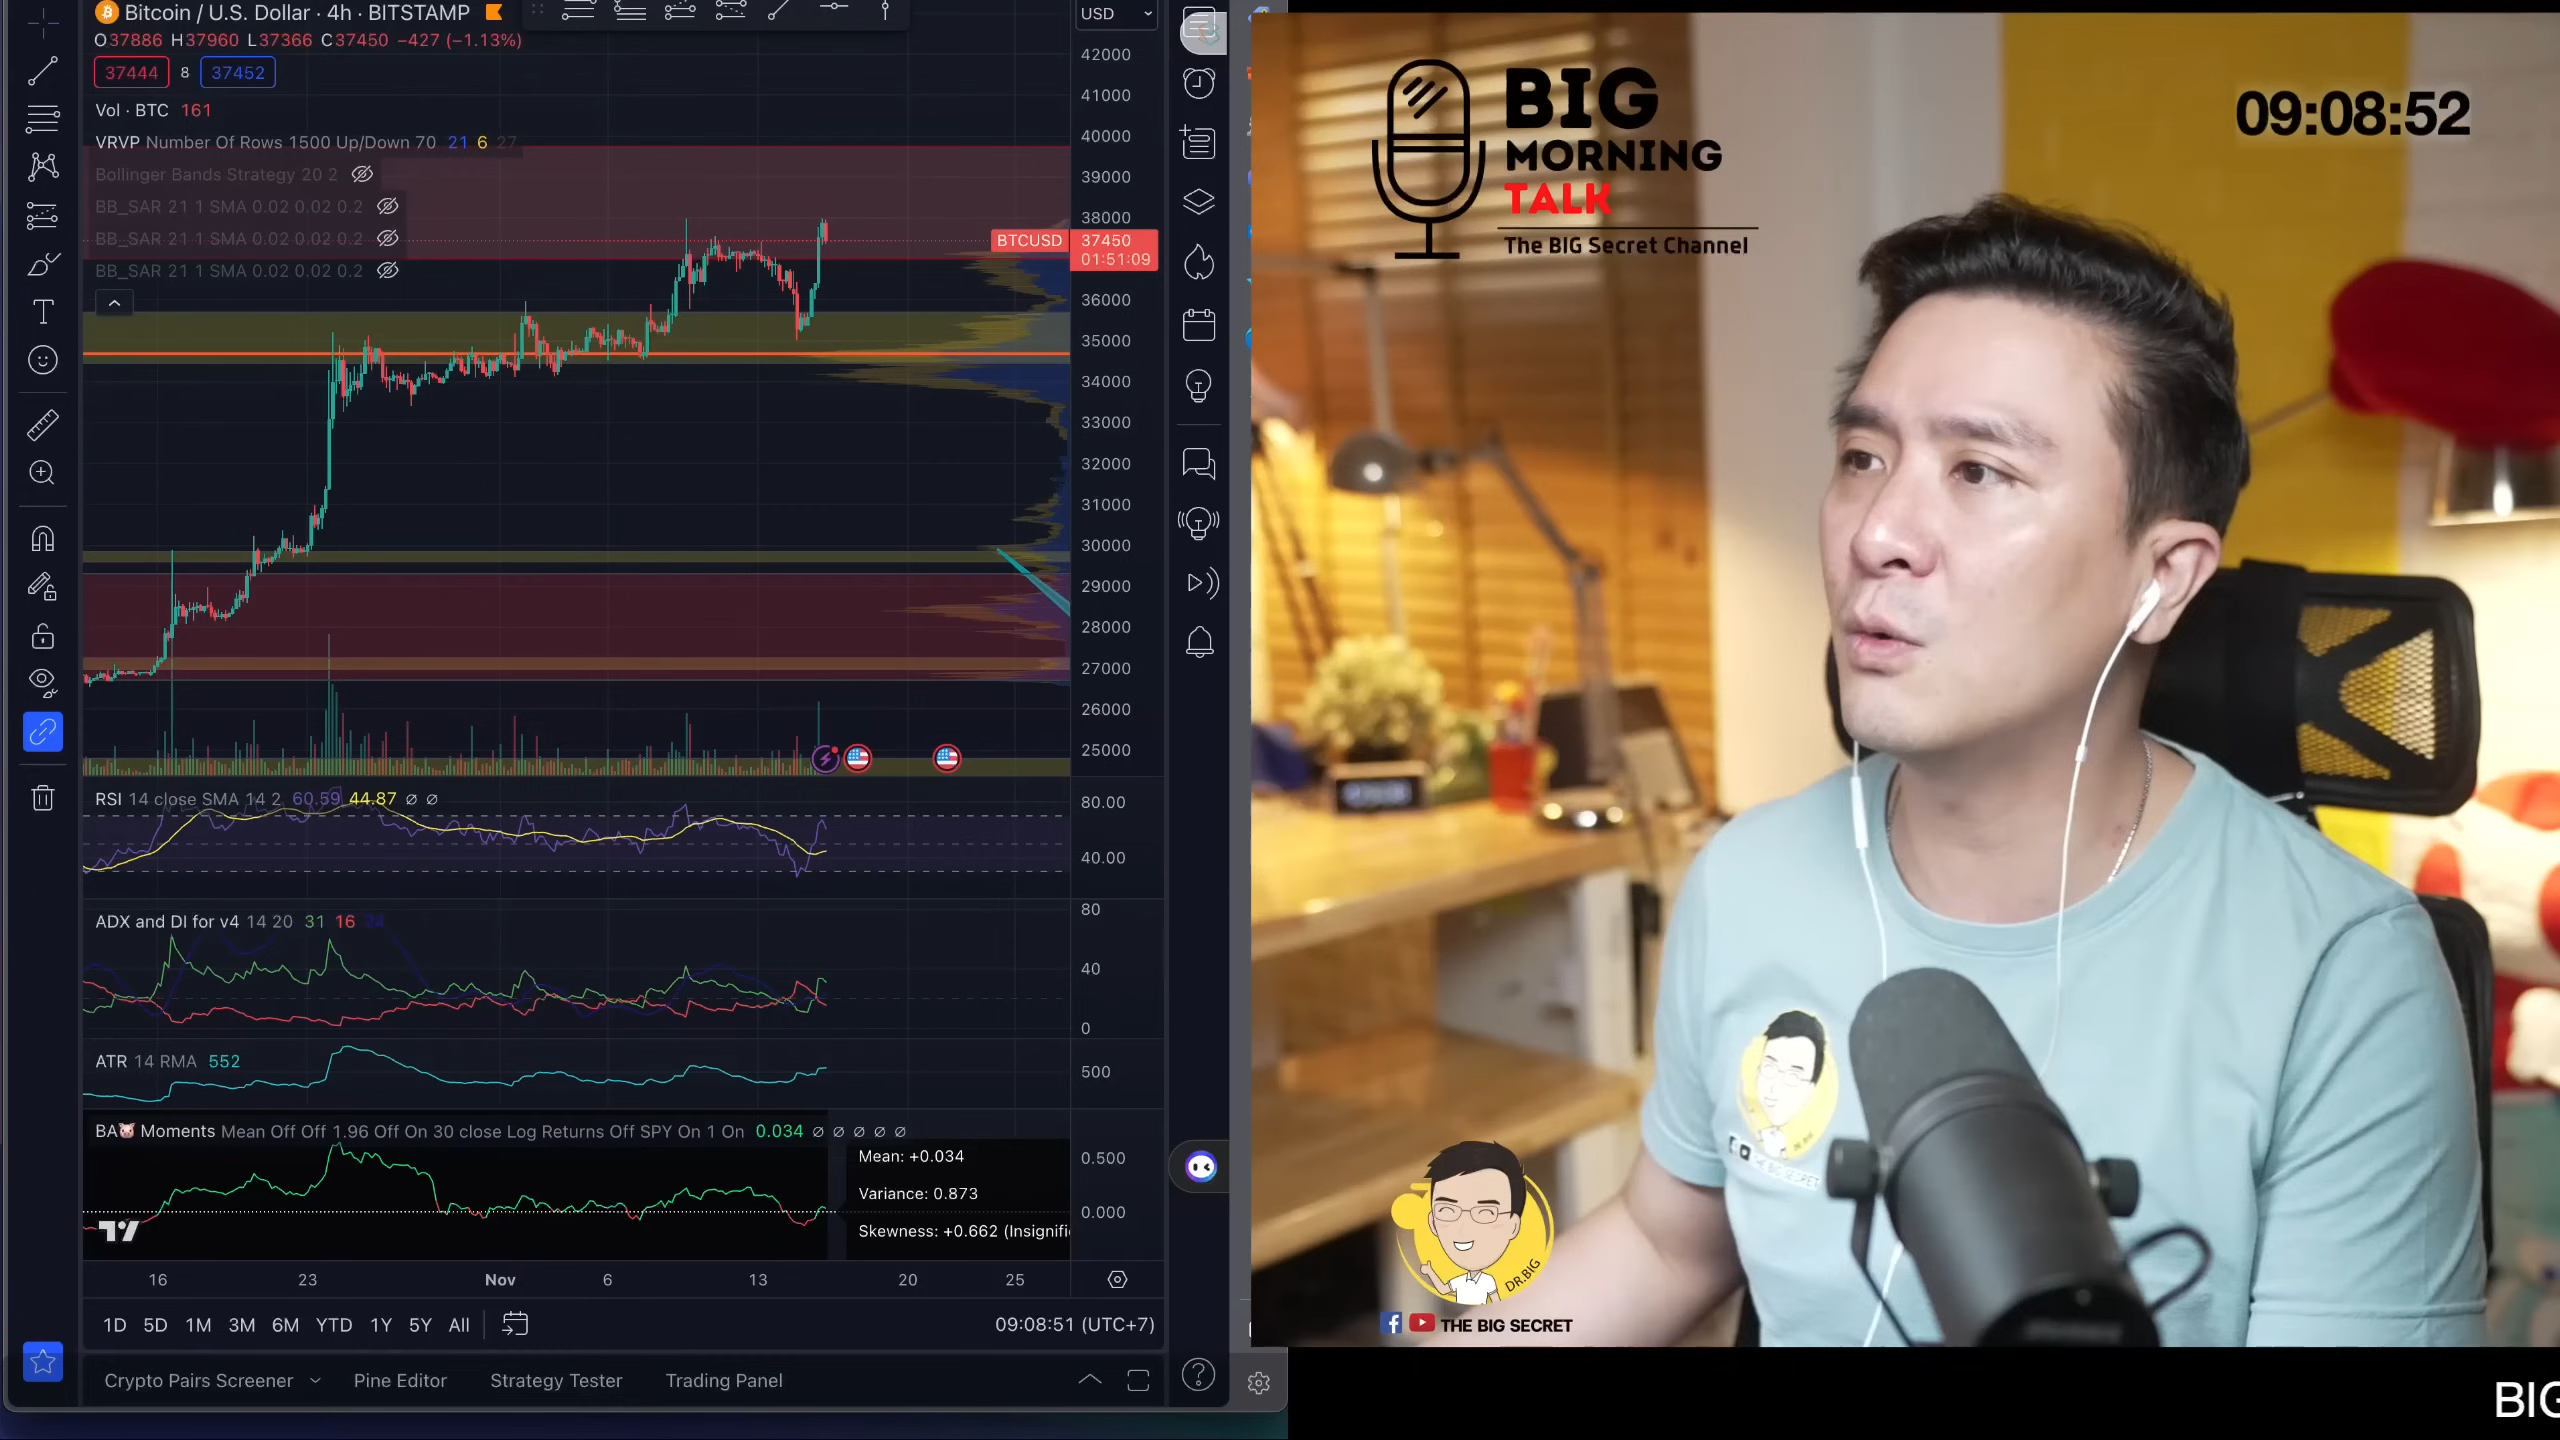 Bitcoin / U.S. Dollar · 4h · BITSTAMP
O37886 H37960 L37366 C37450 −427 (−1.13%)
37444 8 37452
Vol · BTC 161
VRVP Number Of Rows 1500 Up/Down 70 21 6 27
Bollinger Bands Strategy 20 2
BB_SAR 21 1 SMA 0.02 0.02 0.2
BB_SAR 21 1 SMA 0.02 0.02 0.2
BB_SAR 21 1 SMA 0.02 0.02 0.2
USD
42000
41000
40000
39000
38000
BTCUSD 37450
01:51:09
36000
35000
34000
33000
32000
31000
30000
29000
28000
27000
26000
25000
RSI 14 close SMA 14 2 60.59 44.87 ∅ ∅
80.00
40.00
ADX and DI for v4 14 20 31 16 24
80
40
0
ATR 14 RMA 552
500
BA🐷 Moments Mean Off Off 1.96 Off On 30 close Log Returns Off SPY On 1 On 0.034 ∅ ∅ ∅ ∅ ∅
Mean: +0.034
Variance: 0.873
Skewness: +0.662 (Insignifi
0.500
0.000
16 23 Nov 6 13 20 25
1D 5D 1M 3M 6M YTD 1Y 5Y All
09:08:51 (UTC+7)
Crypto Pairs Screener Pine Editor Strategy Tester Trading Panel
BIG
MORNING
TALK
The BIG Secret Channel
09:08:52
DR.BIG
THE BIG SECRET
BIG